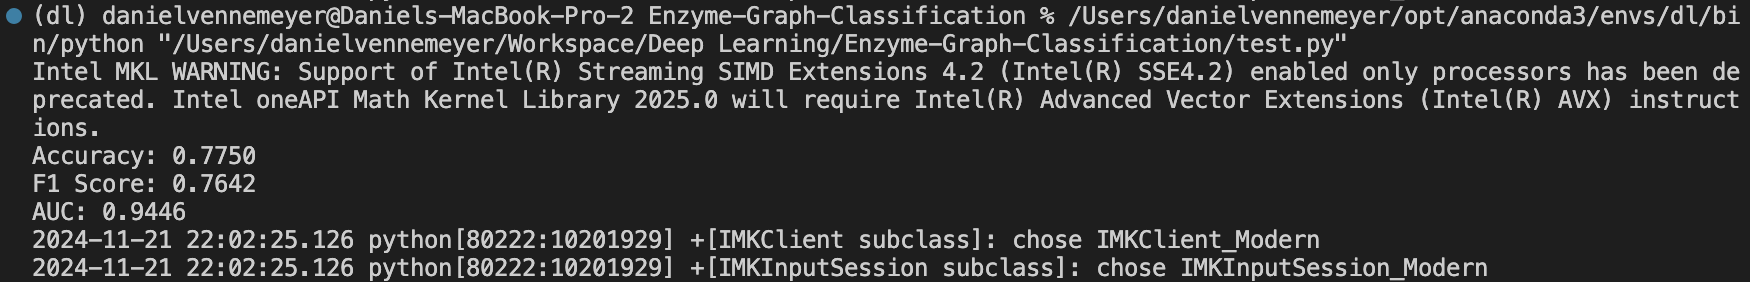 (dl) danielvennemeyer@Daniels-MacBook-Pro-2 Enzyme-Graph-Classification % /Users/danielvennemeyer/opt/anaconda3/envs/dl/bi
n/python "/Users/danielvennemeyer/Workspace/Deep Learning/Enzyme-Graph-Classification/test.py"
Intel MKL WARNING: Support of Intel(R) Streaming SIMD Extensions 4.2 (Intel(R) SSE4.2) enabled only processors has been de
precated. Intel oneAPI Math Kernel Library 2025.0 will require Intel(R) Advanced Vector Extensions (Intel(R) AVX) instruct
ions.
Accuracy: 0.7750
F1 Score: 0.7642
AUC: 0.9446
2024-11-21 22:02:25.126 python[80222:10201929] +[IMKClient subclass]: chose IMKClient_Modern
2024-11-21 22:02:25.126 python[80222:10201929] +[IMKInputSession subclass]: chose IMKInputSession_Modern